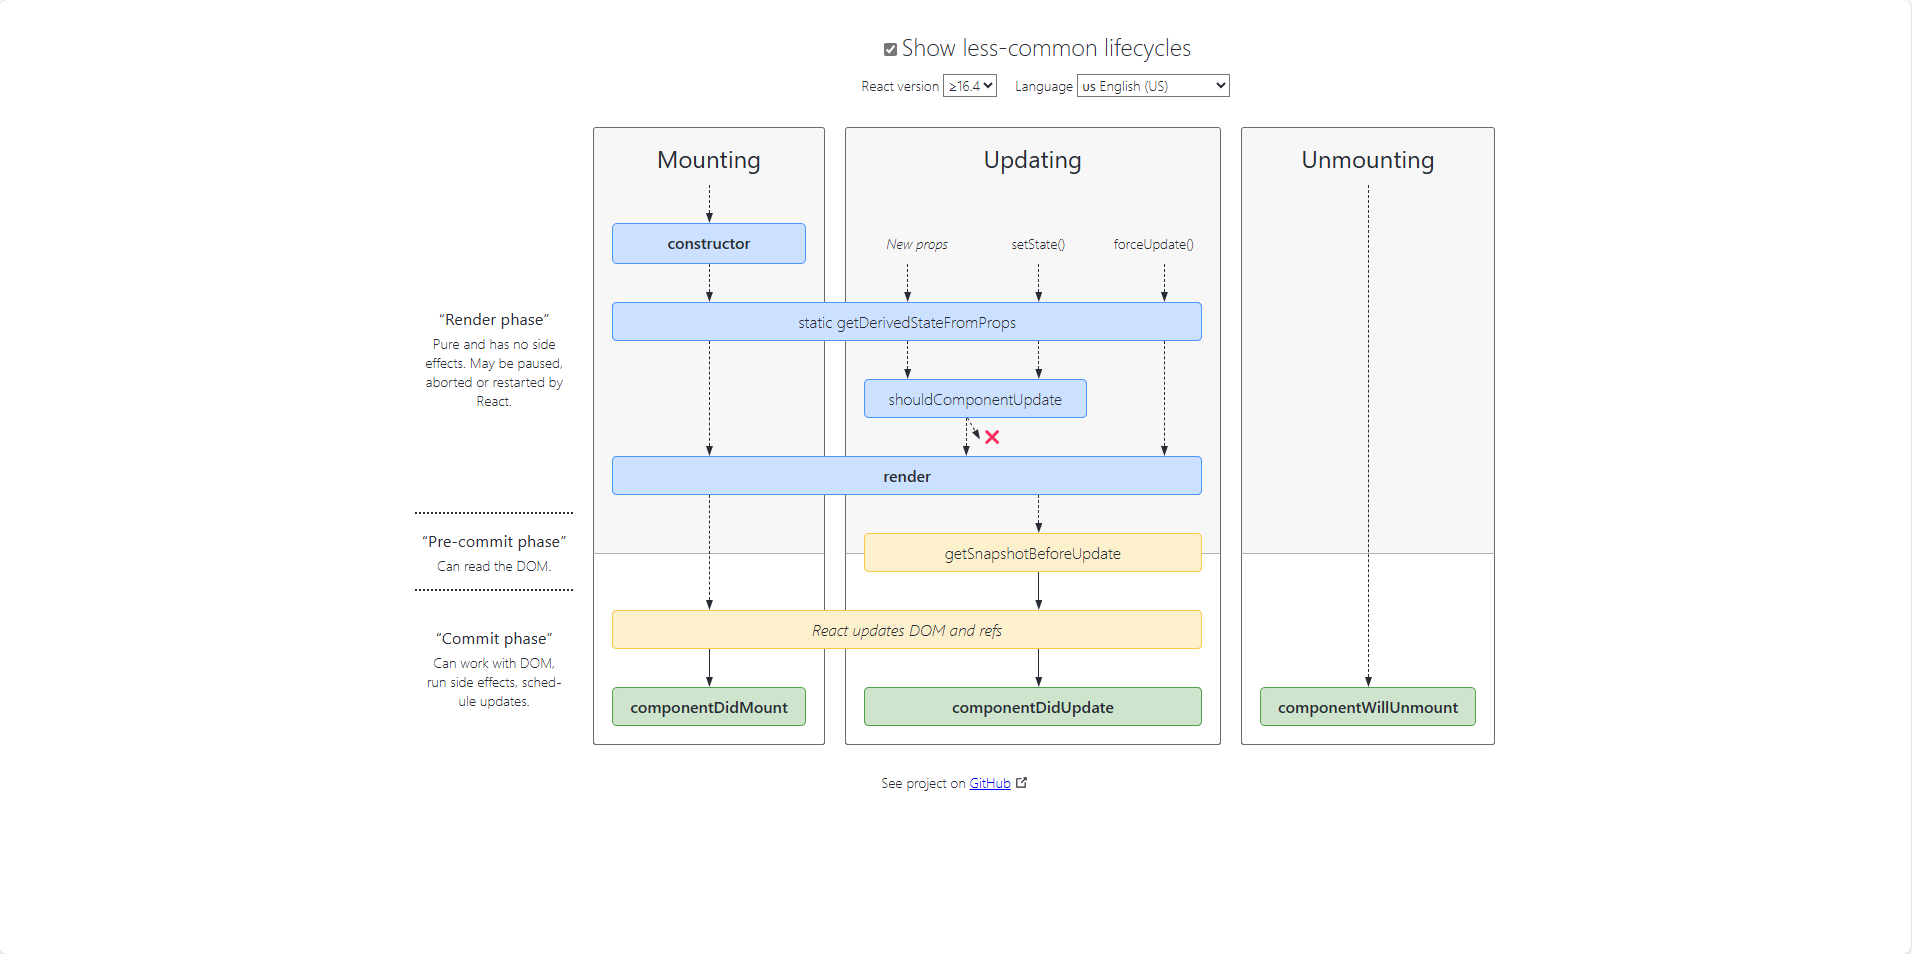 Show less-common lifecycles
React version ≥16.4 Language us English (US)
Mounting
Updating
Unmounting
constructor
New props
setState()
forceUpdate()
“Render phase”
Pure and has no side
effects. May be paused,
aborted or restarted by
React.
static getDerivedStateFromProps
shouldComponentUpdate
render
“Pre-commit phase”
Can read the DOM.
getSnapshotBeforeUpdate
“Commit phase”
Can work with DOM,
run side effects, sched-
ule updates.
React updates DOM and refs
componentDidMount
componentDidUpdate
componentWillUnmount
See project on GitHub